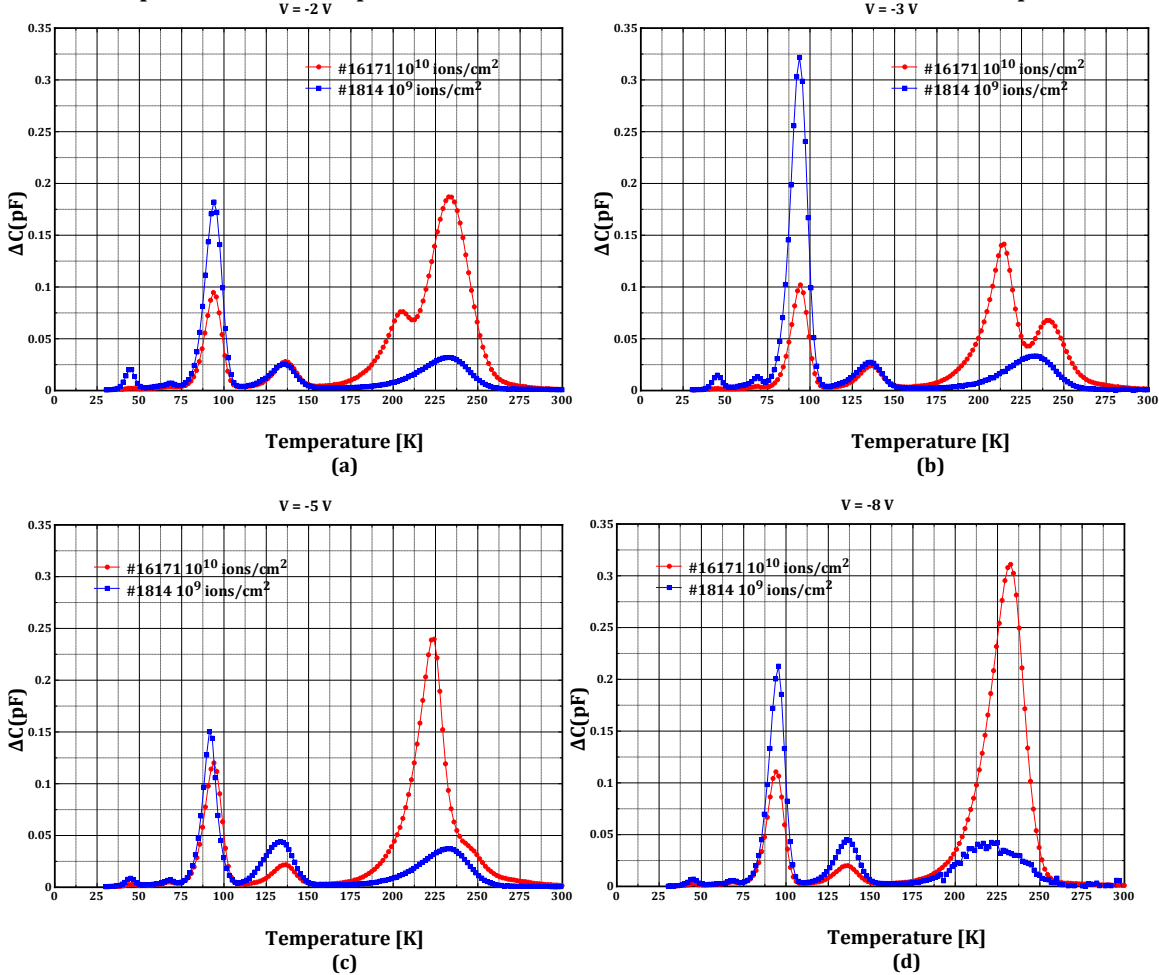 V = -2 V
0.35
0.3
0.25
0.2
0.15
0.1
0.05
0
ΔC(pF)
#16171 10¹⁰ ions/cm²
#1814 10⁹ ions/cm²
0 25 50 75 100 125 150 175 200 225 250 275 300
Temperature [K]
(a)
V = -3 V
0.35
0.3
0.25
0.2
0.15
0.1
0.05
0
ΔC(pF)
#16171 10¹⁰ ions/cm²
#1814 10⁹ ions/cm²
0 25 50 75 100 125 150 175 200 225 250 275 300
Temperature [K]
(b)
V = -5 V
0.35
0.3
0.25
0.2
0.15
0.1
0.05
0
ΔC(pF)
#16171 10¹⁰ ions/cm²
#1814 10⁹ ions/cm²
0 25 50 75 100 125 150 175 200 225 250 275 300
Temperature [K]
(c)
V = -8 V
0.35
0.3
0.25
0.2
0.15
0.1
0.05
0
ΔC(pF)
#16171 10¹⁰ ions/cm²
#1814 10⁹ ions/cm²
0 25 50 75 100 125 150 175 200 225 250 275 300
Temperature [K]
(d)